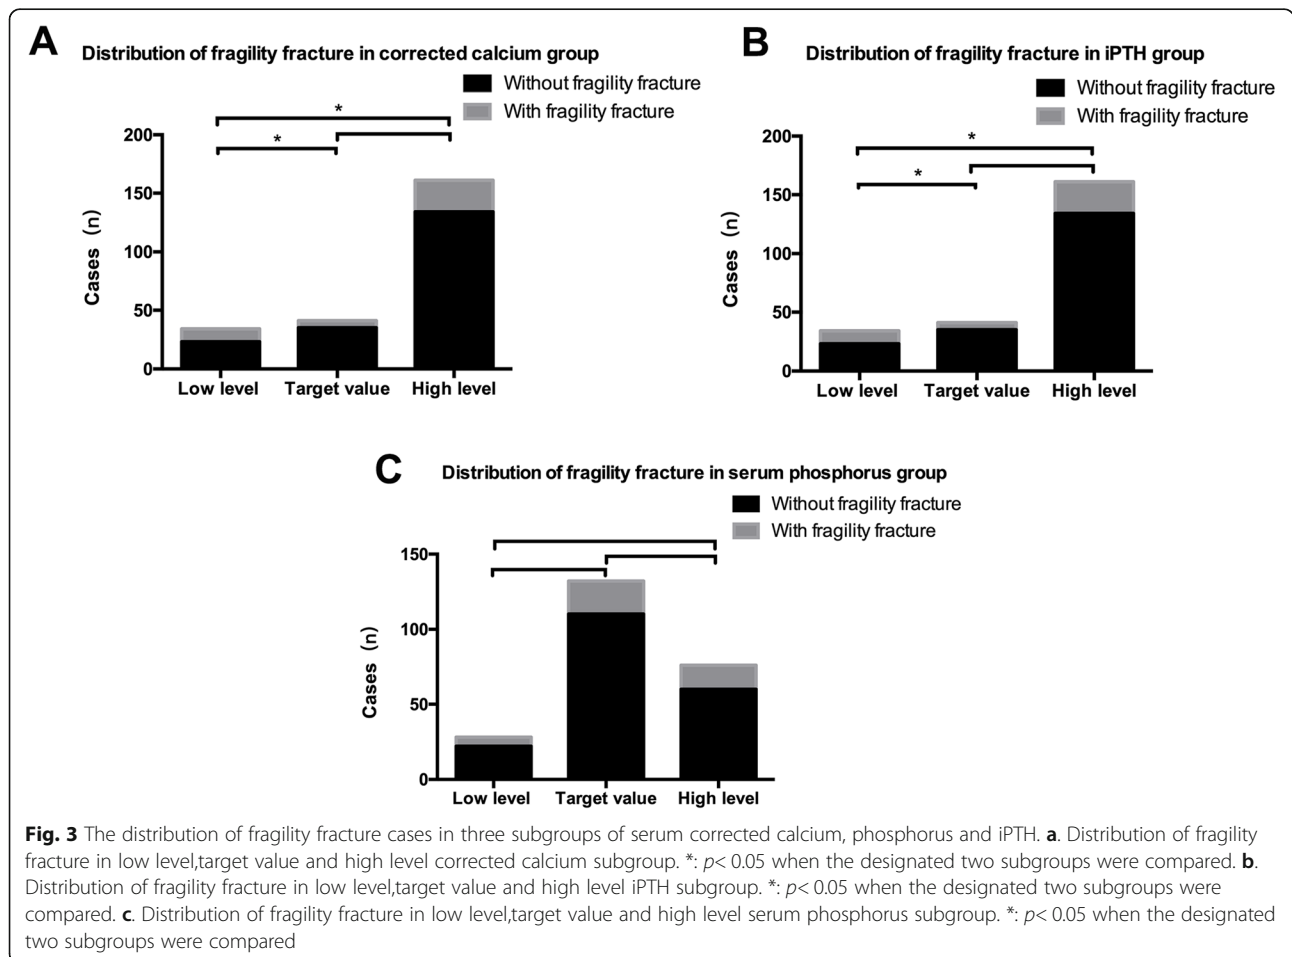 A
Distribution of fragility fracture in corrected calcium group
Without fragility fracture
With fragility fracture
*
*
200
150
100
50
0
Cases (n)
Low level
Target value
High level
B
Distribution of fragility fracture in iPTH group
Without fragility fracture
With fragility fracture
*
*
200
150
100
50
0
Cases (n)
Low level
Target value
High level
C
Distribution of fragility fracture in serum phosphorus group
Without fragility fracture
With fragility fracture
150
100
50
0
Cases (n)
Low level
Target value
High level
Fig. 3 The distribution of fragility fracture cases in three subgroups of serum corrected calcium, phosphorus and iPTH. a. Distribution of fragility
fracture in low level,target value and high level corrected calcium subgroup. *: p< 0.05 when the designated two subgroups were compared. b.
Distribution of fragility fracture in low level,target value and high level iPTH subgroup. *: p< 0.05 when the designated two subgroups were
compared. c. Distribution of fragility fracture in low level,target value and high level serum phosphorus subgroup. *: p< 0.05 when the designated
two subgroups were compared